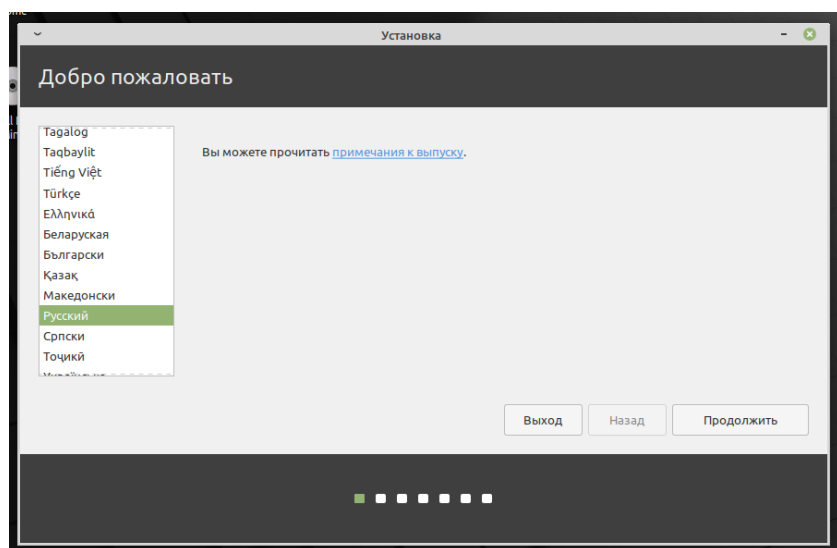 Установка
Добро пожаловать
Tagalog
Taqbaylit
Tiếng Việt
Türkçe
Ελληνικά
Беларуская
Български
Қазақ
Македонски
Русский
Српски
Тоҷикӣ
Вы можете прочитать примечания к выпуску.
Выход
Назад
Продолжить